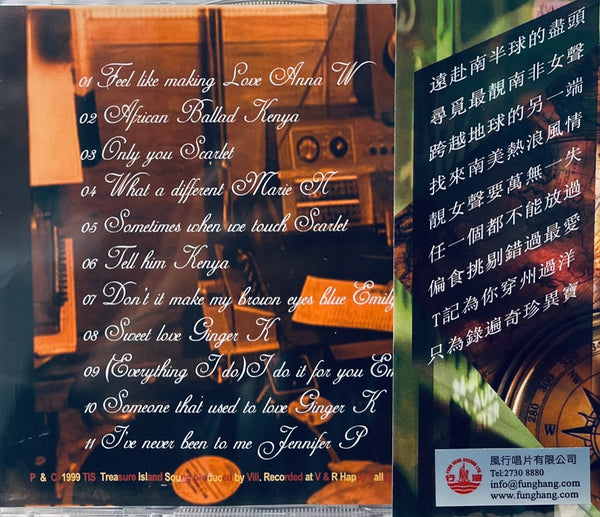 01 Feel like making Love Anna W
02 African Ballad Kenya
03 Only you Scarlet
04 What a different Marie N
05 Sometimes when we touch Scarlet
06 Tell him Kenya
07 Don't it make my brown eyes blue Emily
08 Sweet love Ginger K
09 (Everything I do)I do it for you Em
10 Someone that used to love Ginger K
11 I've never been to me Jennifer P
P & C 1999 TIS Treasure Island by Viii. Recorded at V & R
遠赴南半球的盡頭
尋覓最靚南非女聲
跨越地球的另一端
找來南美熱浪風情
靚女聲要萬無一失
任一個都不能放過
偏食挑剔錯過最愛
T記為你穿州過洋
只為錄遍奇珍異寶
風行唱片有限公司
Tel:2730 8880
info@funghang.com
www.funghang.com